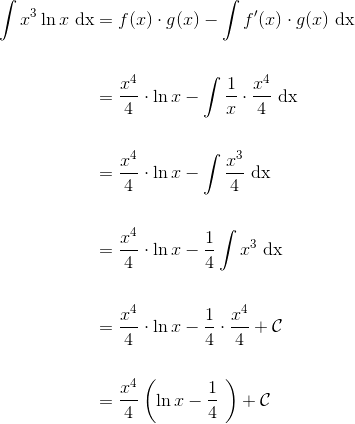 ∫ x³ ln x dx = f(x) · g(x) − ∫ f′(x) · g(x) dx
= x⁴/4 · ln x − ∫ 1/x · x⁴/4 dx
= x⁴/4 · ln x − ∫ x³/4 dx
= x⁴/4 · ln x − 1/4 ∫ x³ dx
= x⁴/4 · ln x − 1/4 · x⁴/4 + 𝒞
= x⁴/4 (ln x − 1/4) + 𝒞